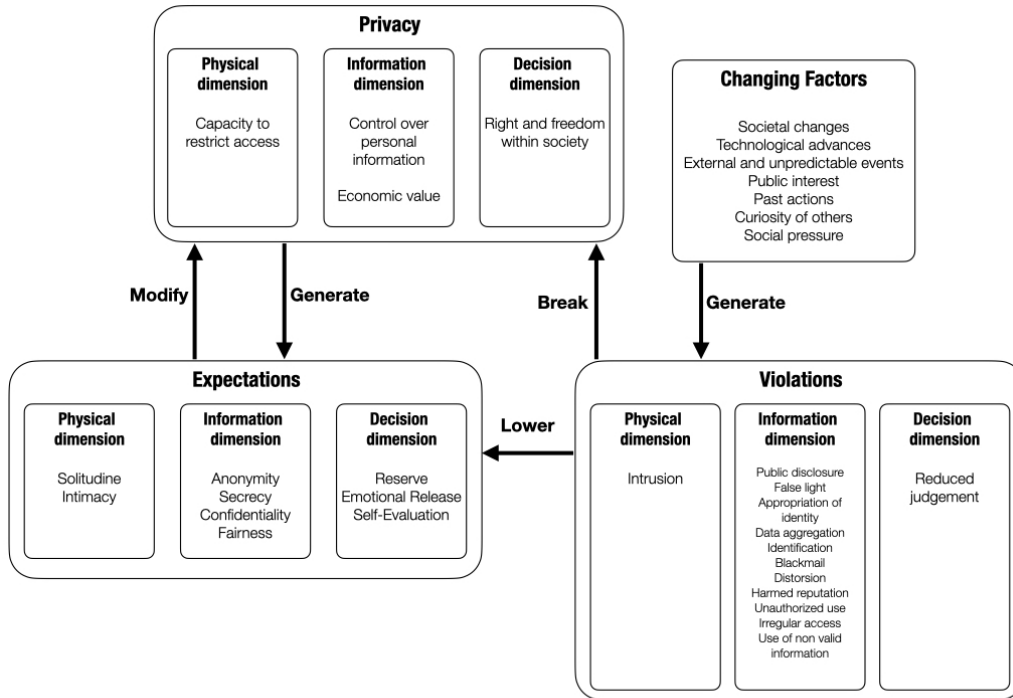 Privacy
Physical
dimension
Capacity to
restrict access
Information
dimension
Control over
personal
information
Economic value
Decision
dimension
Right and freedom
within society
Changing Factors
Societal changes
Technological advances
External and unpredictable events
Public interest
Past actions
Curiosity of others
Social pressure
Modify
Generate
Break
Generate
Expectations
Physical
dimension
Solitudine
Intimacy
Information
dimension
Anonymity
Secrecy
Confidentiality
Fairness
Decision
dimension
Reserve
Emotional Release
Self-Evaluation
Lower
Violations
Physical
dimension
Intrusion
Information
dimension
Public disclosure
False light
Appropriation of
identity
Data aggregation
Identification
Blackmail
Distorsion
Harmed reputation
Unauthorized use
Irregular access
Use of non valid
information
Decision
dimension
Reduced
judgement